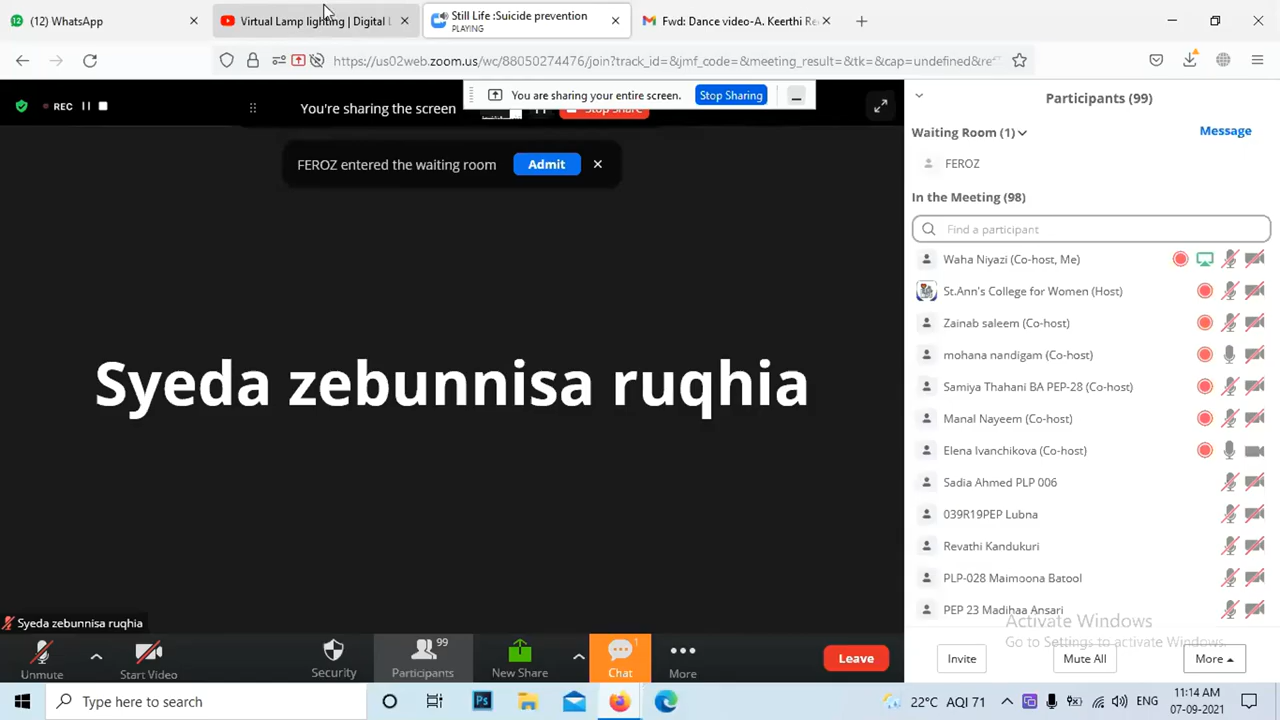 (12) WhatsApp
Virtual Lamp lighting | Digital L
Still Life :Suicide prevention
PLAYING
Fwd: Dance video-A. Keerthi Re
https://us02web.zoom.us/wc/88050274476/join?track_id=&jmf_code=&meeting_result=&tk=&cap=undefined&ref
You are sharing your entire screen.
Stop Sharing
REC
You're sharing the screen
Stop Share
FEROZ entered the waiting room
Admit
Syeda zebunnisa ruqhia
Syeda zebunnisa ruqhia
Participants (99)
Waiting Room (1)
Message
FEROZ
In the Meeting (98)
Find a participant
Waha Niyazi (Co-host, Me)
St.Ann's College for Women (Host)
Zainab saleem (Co-host)
mohana nandigam (Co-host)
Samiya Thahani BA PEP-28 (Co-host)
Manal Nayeem (Co-host)
Elena Ivanchikova (Co-host)
Sadia Ahmed PLP 006
039R19PEP Lubna
Revathi Kandukuri
PLP-028 Maimoona Batool
PEP 23 Madihaa Ansari
Activate Windows
Go to Settings to activate Windows.
Invite
Mute All
More
Unmute
Start Video
Security
99
Participants
New Share
1
Chat
More
Leave
Type here to search
Ps
22°C AQI 71
ENG
11:14 AM
07-09-2021